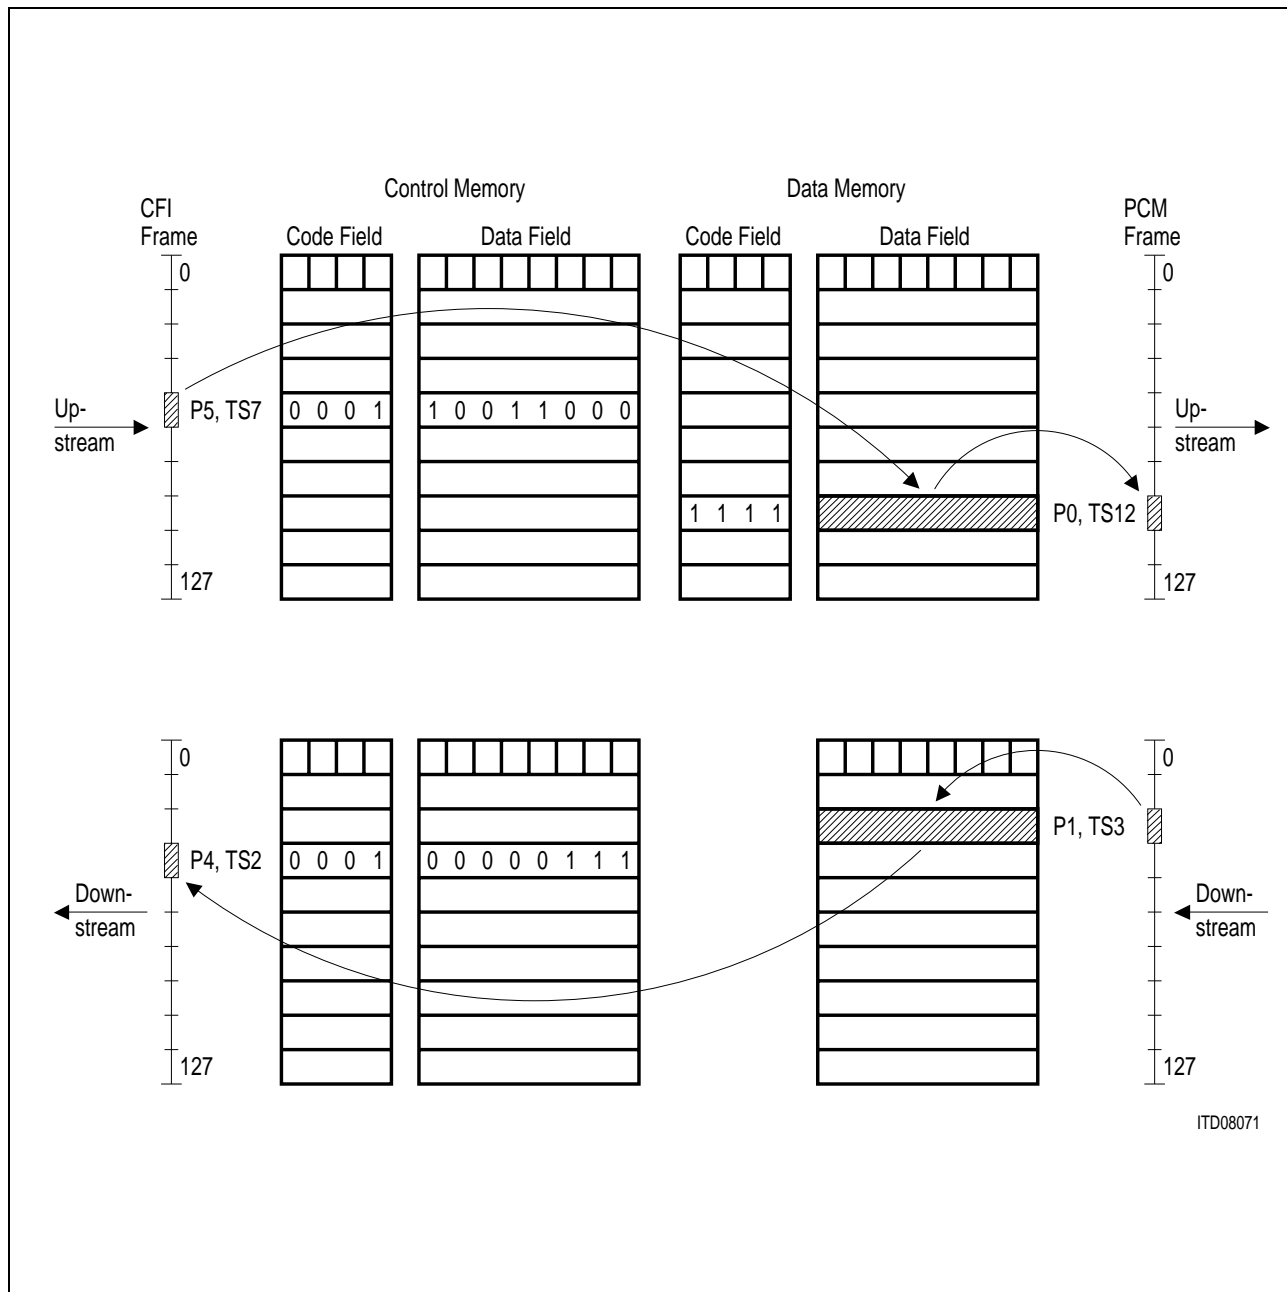 Control Memory Data Memory
CFI Frame PCM Frame
Code Field Data Field Code Field Data Field
0 0
Up-stream P5, TS7 0 0 0 1 1 0 0 1 1 0 0 0 Up-stream
1 1 1 1 P0, TS12
127 127
0 0
P1, TS3
P4, TS2 0 0 0 1 0 0 0 0 0 1 1 1
Down-stream Down-stream
127 127
ITD08071